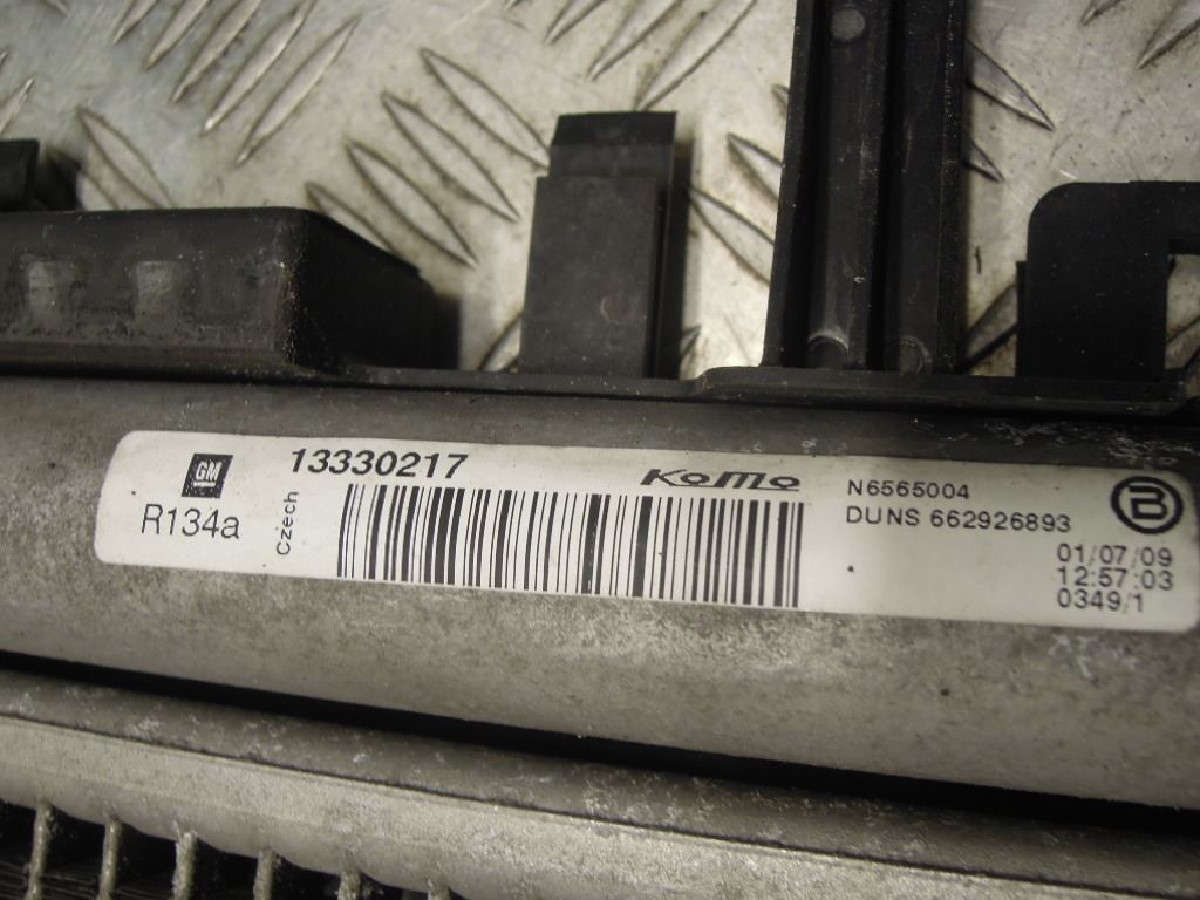 GM
R134a
Czech
13330217
KoMo
N6565004
DUNS 662926893
B
01/07/09
12:57:03
0349/1